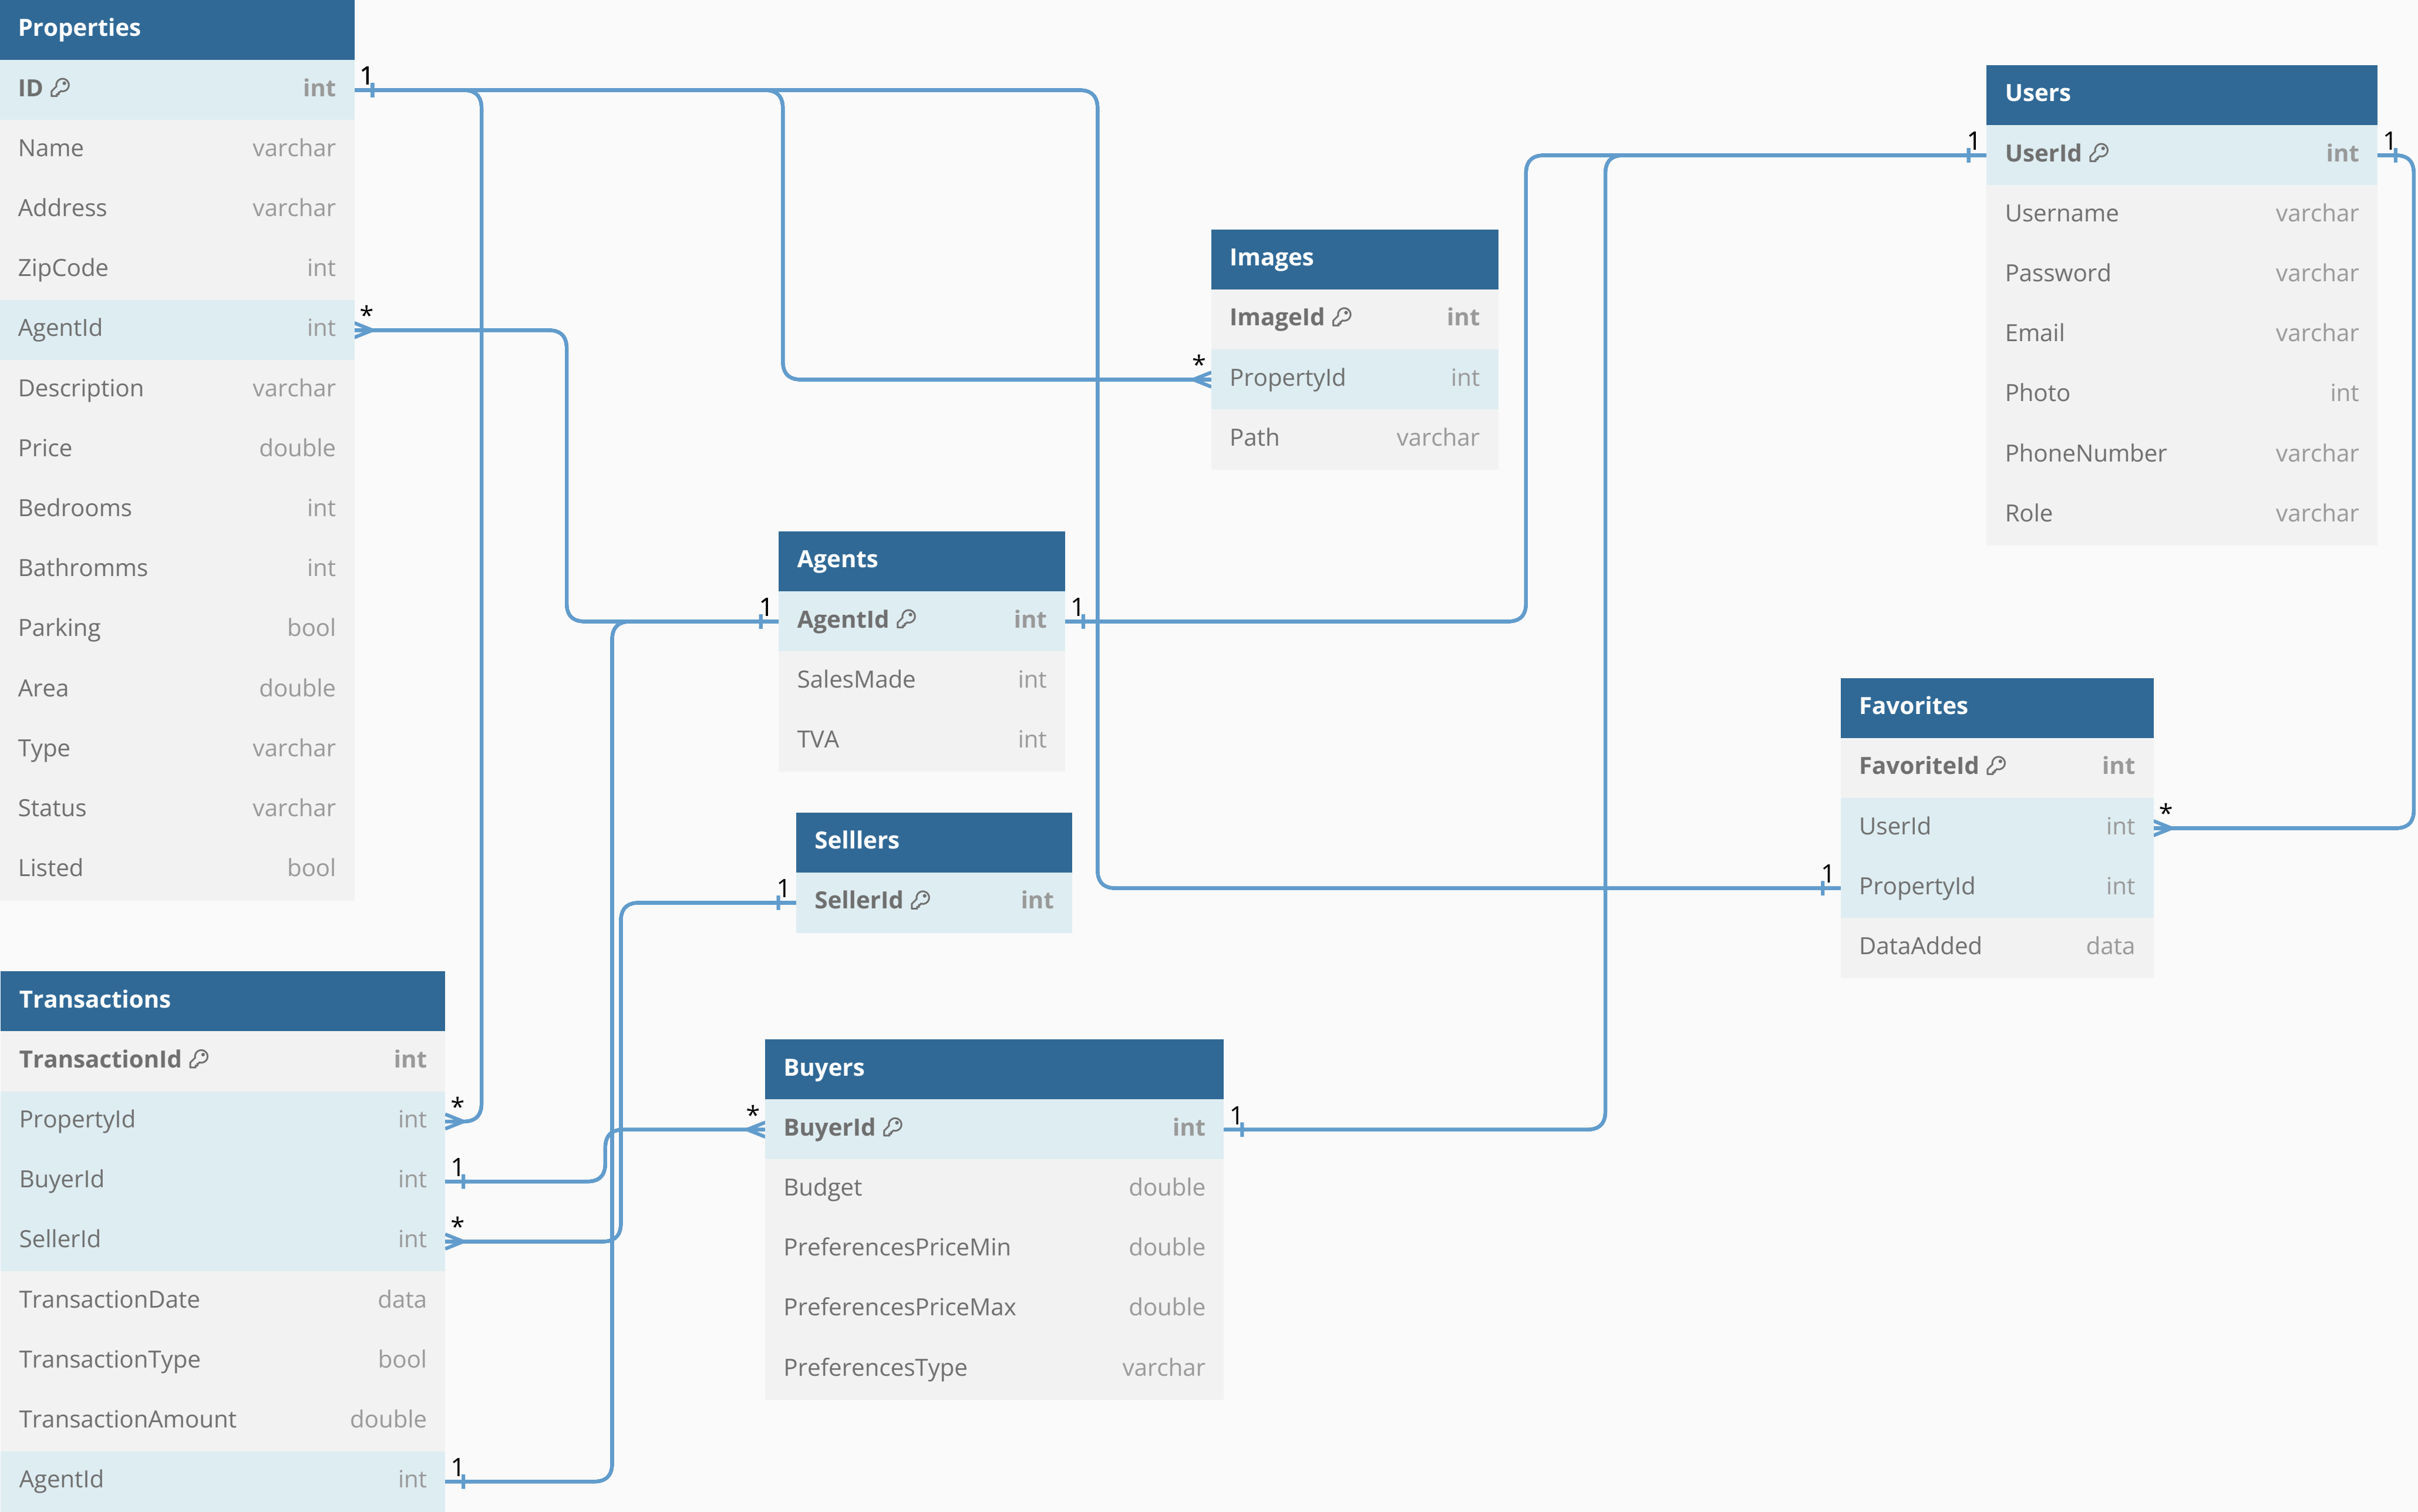 Properties
ID int
Name varchar
Address varchar
ZipCode int
AgentId int
Description varchar
Price double
Bedrooms int
Bathromms int
Parking bool
Area double
Type varchar
Status varchar
Listed bool
1
*
Transactions
TransactionId int
PropertyId int
BuyerId int
SellerId int
TransactionDate data
TransactionType bool
TransactionAmount double
AgentId int
*
1
*
1
Images
ImageId int
PropertyId int
Path varchar
*
Agents
AgentId int
SalesMade int
TVA int
1
1
Selllers
SellerId int
1
Buyers
BuyerId int
Budget double
PreferencesPriceMin double
PreferencesPriceMax double
PreferencesType varchar
*
1
Users
UserId int
Username varchar
Password varchar
Email varchar
Photo int
PhoneNumber varchar
Role varchar
1
1
Favorites
FavoriteId int
UserId int
PropertyId int
DataAdded data
*
1